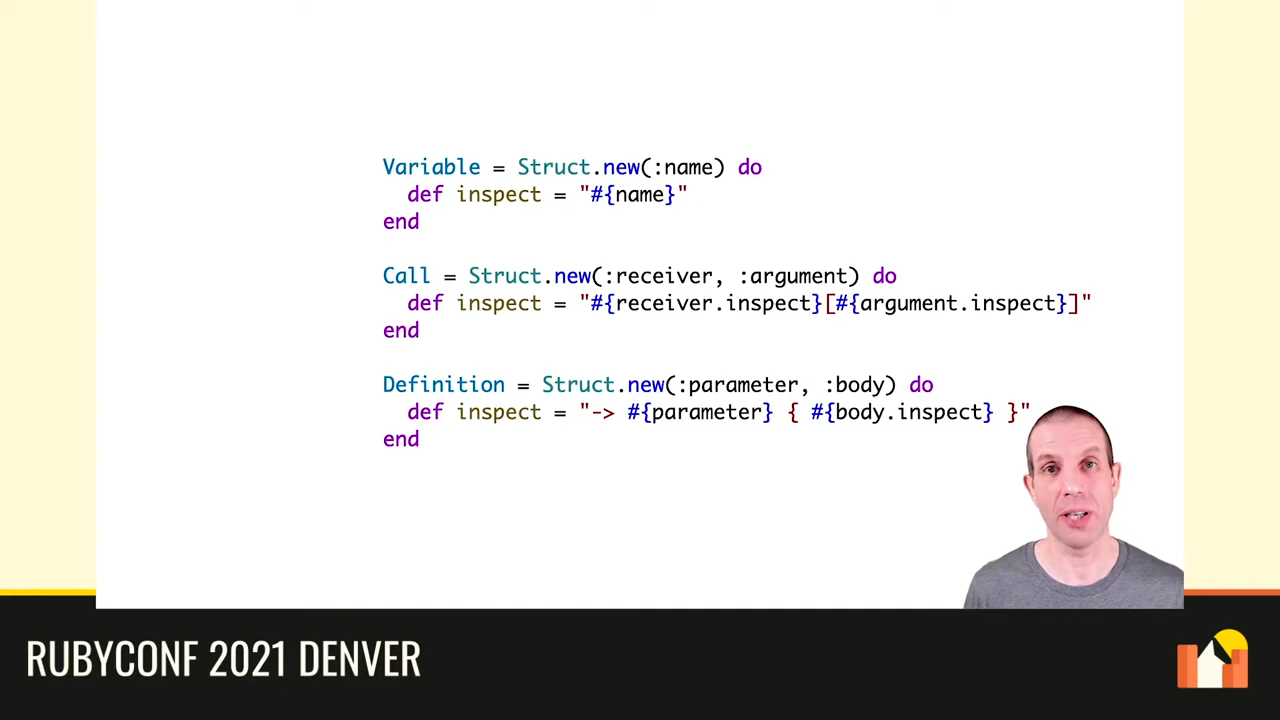 Variable = Struct.new(:name) do
  def inspect = "#{name}"
end
Call = Struct.new(:receiver, :argument) do
  def inspect = "#{receiver.inspect}[#{argument.inspect}]"
end
Definition = Struct.new(:parameter, :body) do
  def inspect = "-> #{parameter} { #{body.inspect} }"
end
RUBYCONF 2021 DENVER